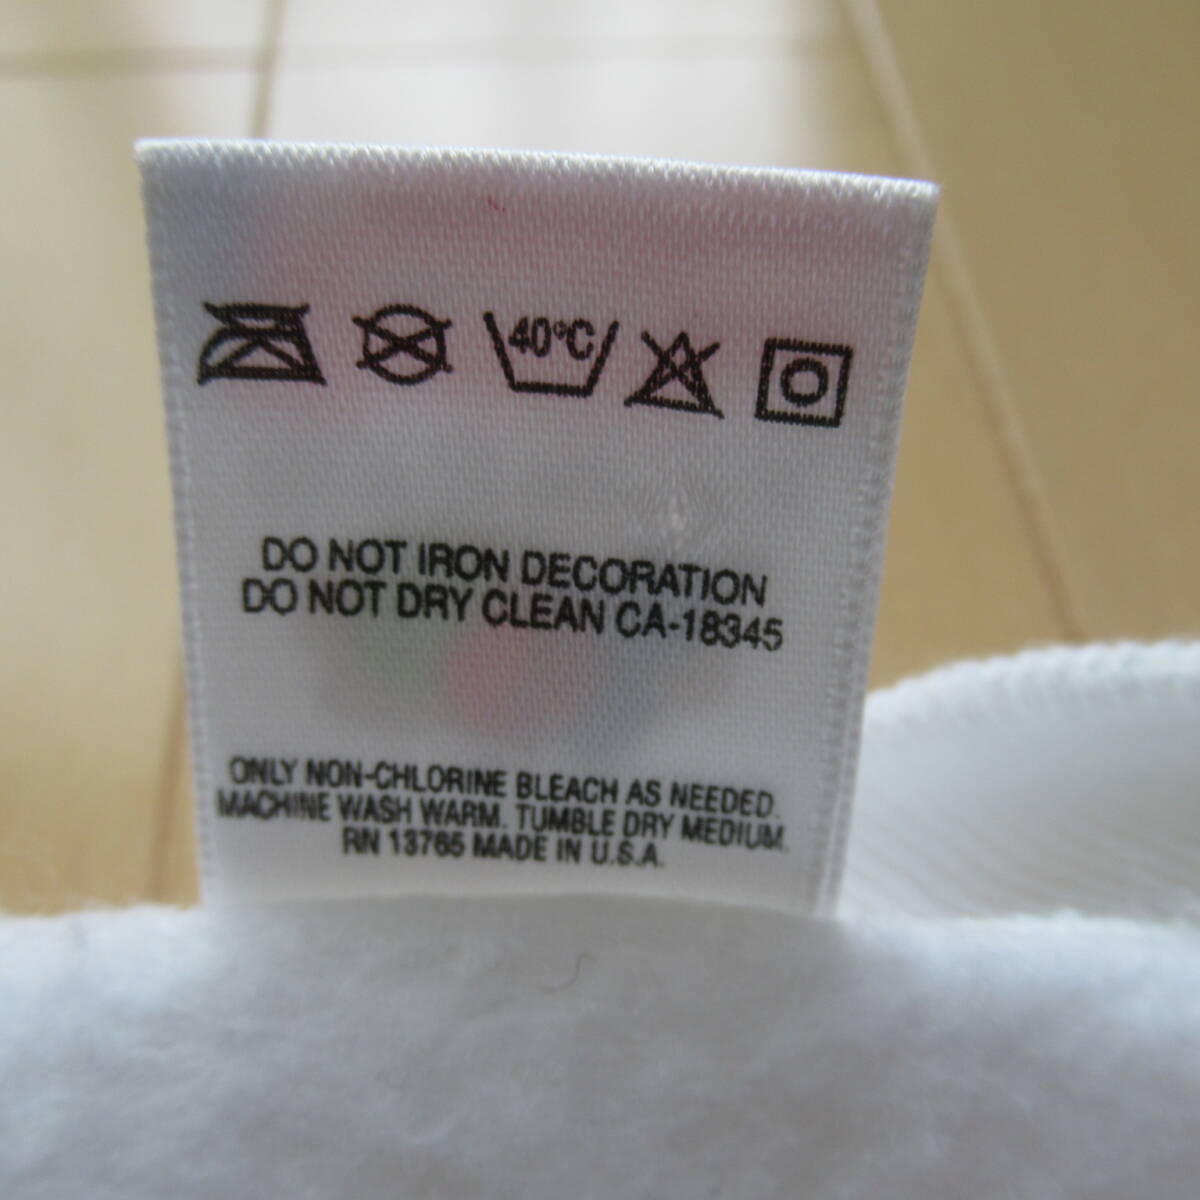 40°C
DO NOT IRON DECORATION
DO NOT DRY CLEAN CA-18345
ONLY NON-CHLORINE BLEACH AS NEEDED.
MACHINE WASH WARM. TUMBLE DRY MEDIUM.
RN 13765 MADE IN U.S.A.